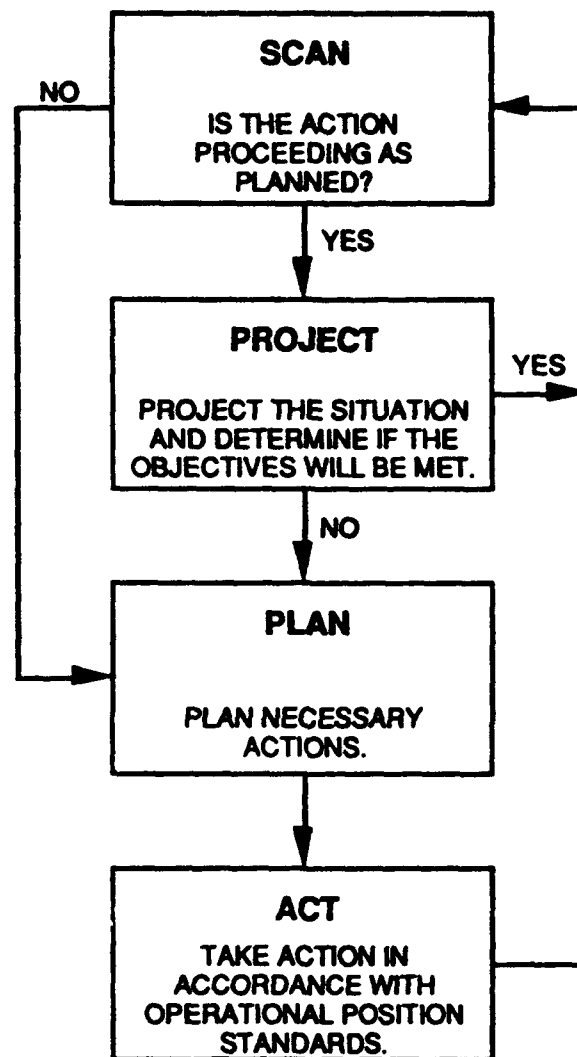 SCAN
NO
IS THE ACTION
PROCEEDING AS
PLANNED?
YES
PROJECT
YES
PROJECT THE SITUATION
AND DETERMINE IF THE
OBJECTIVES WILL BE MET.
NO
PLAN
PLAN NECESSARY
ACTIONS.
ACT
TAKE ACTION IN
ACCORDANCE WITH
OPERATIONAL POSITION
STANDARDS.